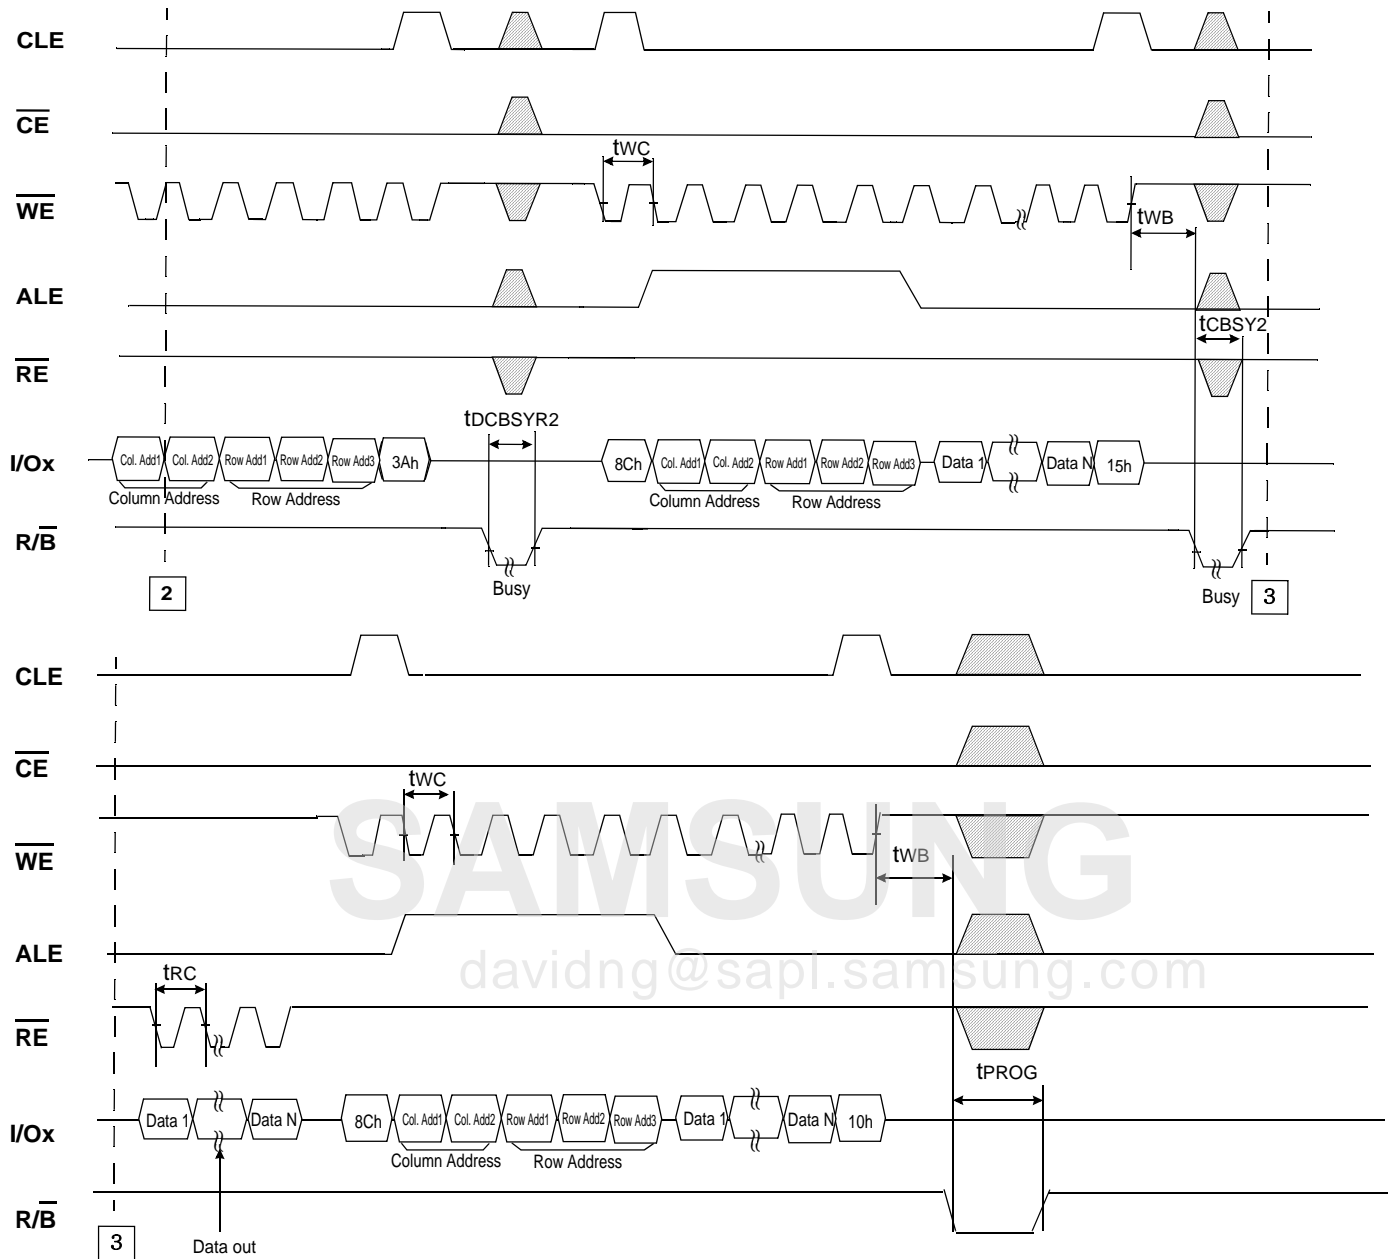 CLE
CE
tWC
WE
tWB
ALE
tCBSY2
RE
tDCBSYR2
I/Ox
Col. Add1 Col. Add2 Row Add1 Row Add2 Row Add3 3Ah 8Ch Col. Add1 Col. Add2 Row Add1 Row Add2 Row Add3 Data 1 Data N 15h
Column Address Row Address Column Address Row Address
R/B
Busy Busy
2 3
CLE
CE
tWC
SAMSUNG
WE
tWB
ALE
davidng@sapl.samsung.com
tRC
RE
tPROG
I/Ox
Data 1 Data N 8Ch Col. Add1 Col. Add2 Row Add1 Row Add2 Row Add3 Data 1 Data N 10h
Column Address Row Address
R/B
3
Data out